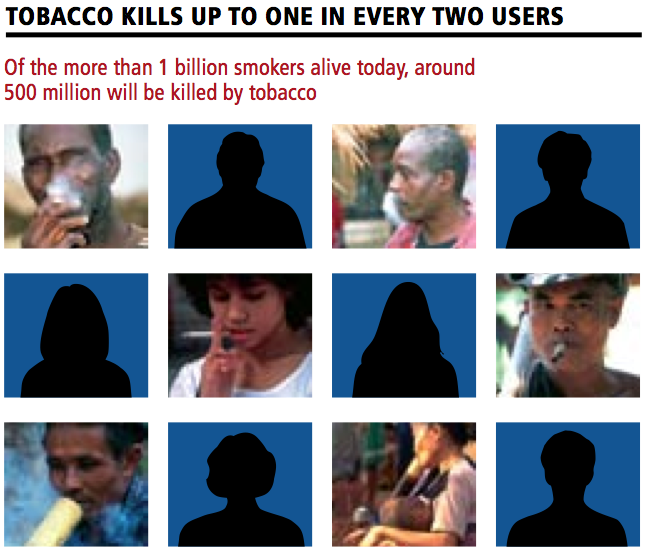 TOBACCO KILLS UP TO ONE IN EVERY TWO USERS
Of the more than 1 billion smokers alive today, around
500 million will be killed by tobacco